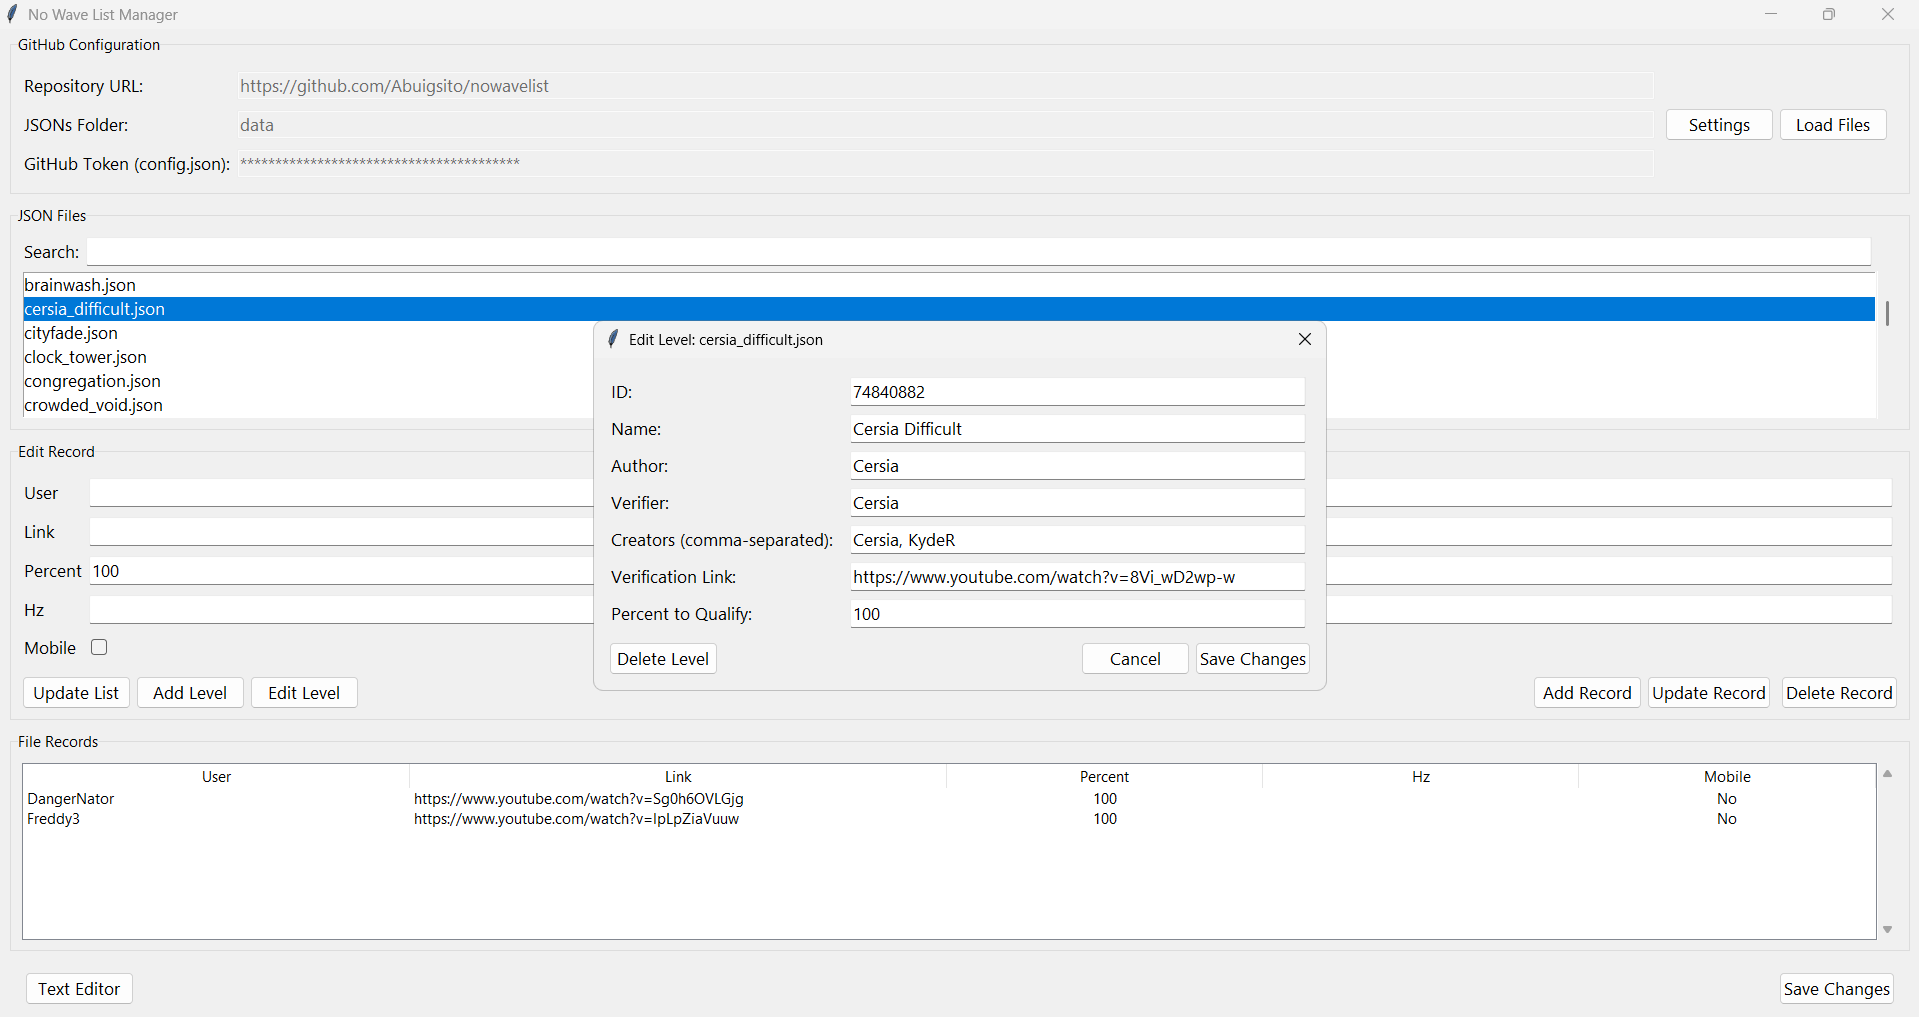 No Wave List Manager
GitHub Configuration
Repository URL: https://github.com/Abuigsito/nowavelist
JSONs Folder: data Settings Load Files
GitHub Token (config.json): ****************************************
JSON Files
Search:
brainwash.json
cersia_difficult.json
cityfade.json
clock_tower.json
congregation.json
crowded_void.json
Edit Level: cersia_difficult.json
ID: 74840882
Name: Cersia Difficult
Author: Cersia
Verifier: Cersia
Creators (comma-separated): Cersia, KydeR
Verification Link: https://www.youtube.com/watch?v=8Vi_wD2wp-w
Percent to Qualify: 100
Delete Level Cancel Save Changes
Edit Record
User
Link
Percent 100
Hz
Mobile
Update List Add Level Edit Level Add Record Update Record Delete Record
File Records
User Link Percent Hz Mobile
DangerNator https://www.youtube.com/watch?v=Sg0h6OVLGjg 100 No
Freddy3 https://www.youtube.com/watch?v=lpLpZiaVuuw 100 No
Text Editor Save Changes